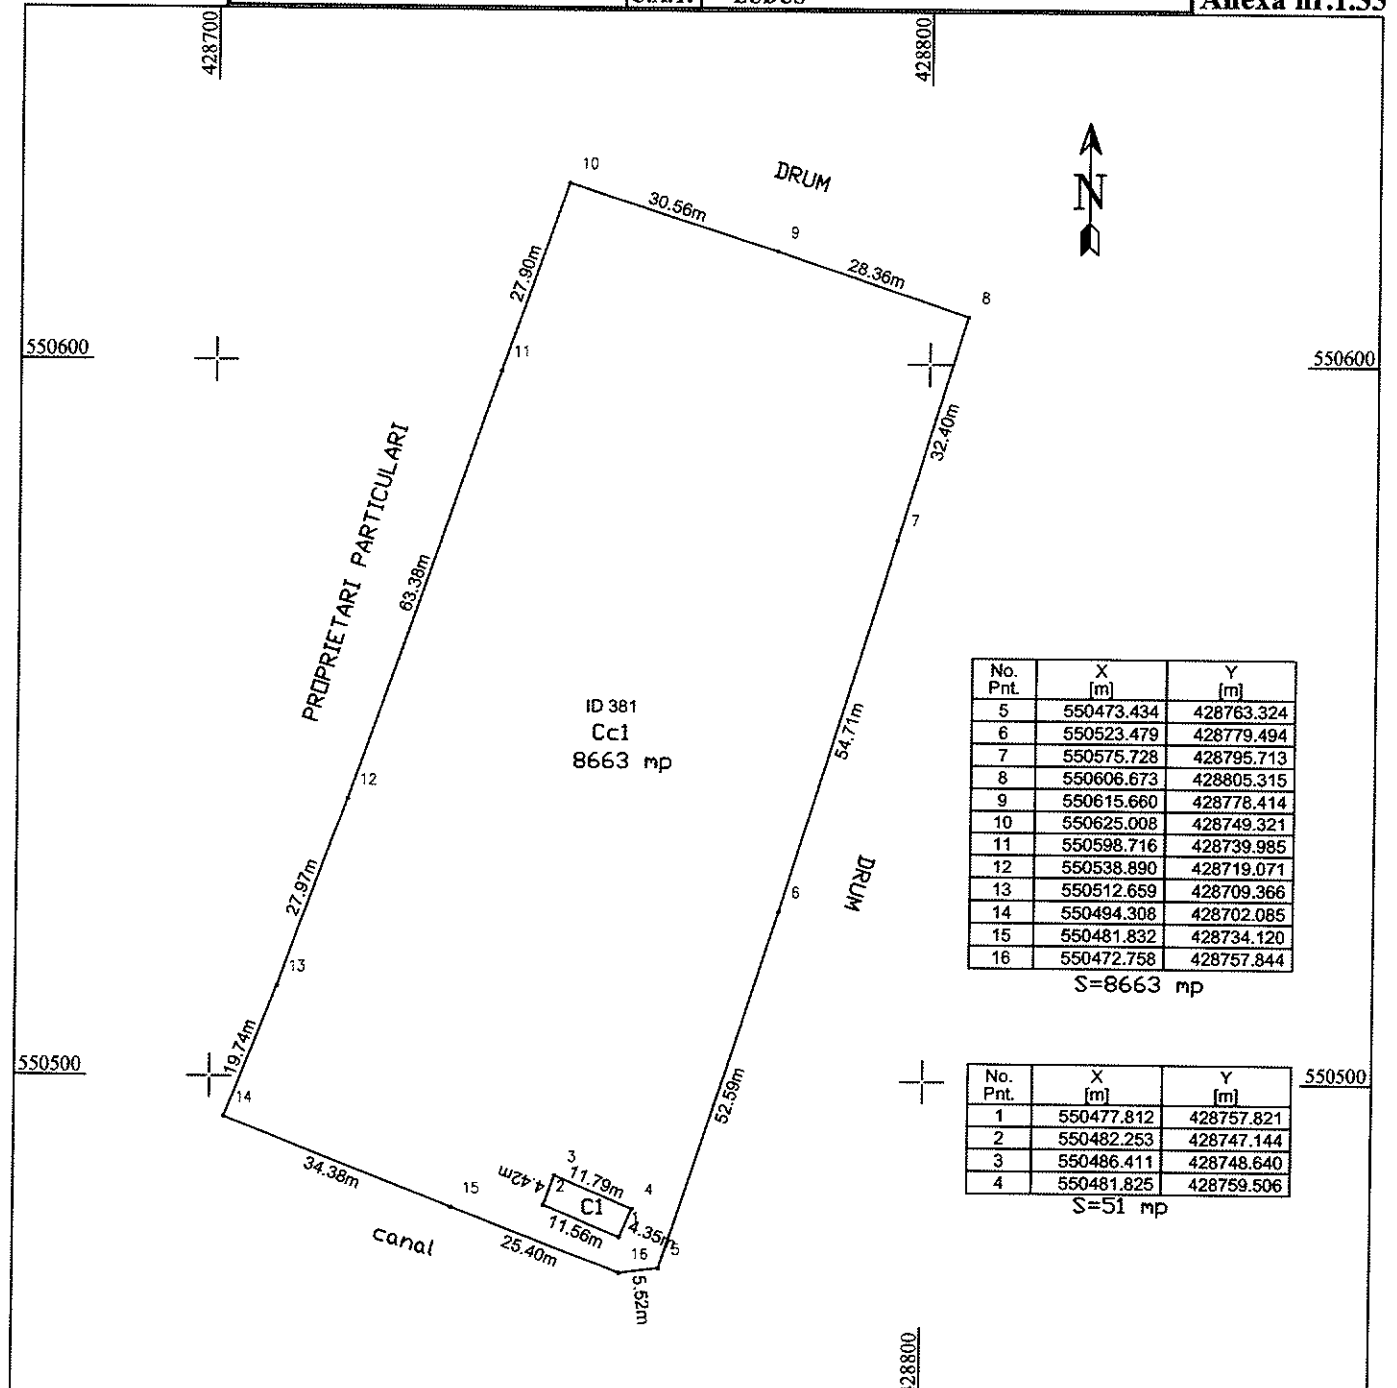 LUDUS
Anexa nr.1.33
428700
428800
10
DRUM
30.56m
9
28.36m
8
N
27.90m
550600
11
550600
32.40m
7
PROPRIETARI PARTICULARI
63.38m
ID 381
Cc1
8663 mp
54.71m
12
DRUM
6
27.97m
13
19.74m
14
550500
52.59m
34.38m
15
canal
25.40m
3
11.79m
4
4.42m
2
C1
1
11.56m
4.35m
16
5
5.52m
No. Pnt. X [m] Y [m]
5 550473.434 428763.324
6 550523.479 428779.494
7 550575.728 428795.713
8 550606.673 428805.315
9 550615.660 428778.414
10 550625.008 428749.321
11 550598.716 428739.985
12 550538.890 428719.071
13 550512.659 428709.366
14 550494.308 428702.085
15 550481.832 428734.120
16 550472.758 428757.844
S=8663 mp
No. Pnt. X [m] Y [m]
1 550477.812 428757.821
2 550482.253 428747.144
3 550486.411 428748.640
4 550481.825 428759.506
S=51 mp
550500